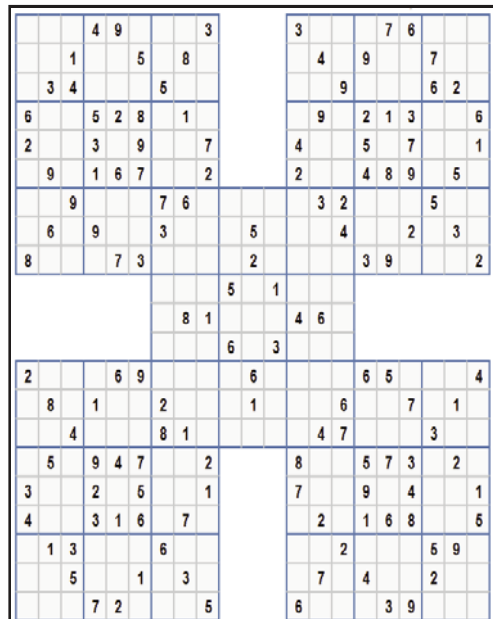 4 9 3 3 7 6
1 5 8 4 9 7
3 4 5 9 6 2
6 5 2 8 1 9 2 1 3 6
2 3 9 7 4 5 7 1
9 1 6 7 2 2 4 8 9 5
9 7 6 3 2 5
6 9 3 5 4 2 3
8 7 3 2 3 9 2
5 1
8 1 4 6
6 3
2 6 9 6 6 5 4
8 1 2 1 6 7 1
4 8 1 4 7 3
5 9 4 7 2 8 5 7 3 2
3 2 5 1 7 9 4 1
4 3 1 6 7 2 1 6 8 5
1 3 6 2 5 9
5 1 3 7 4 2
7 2 5 6 3 9